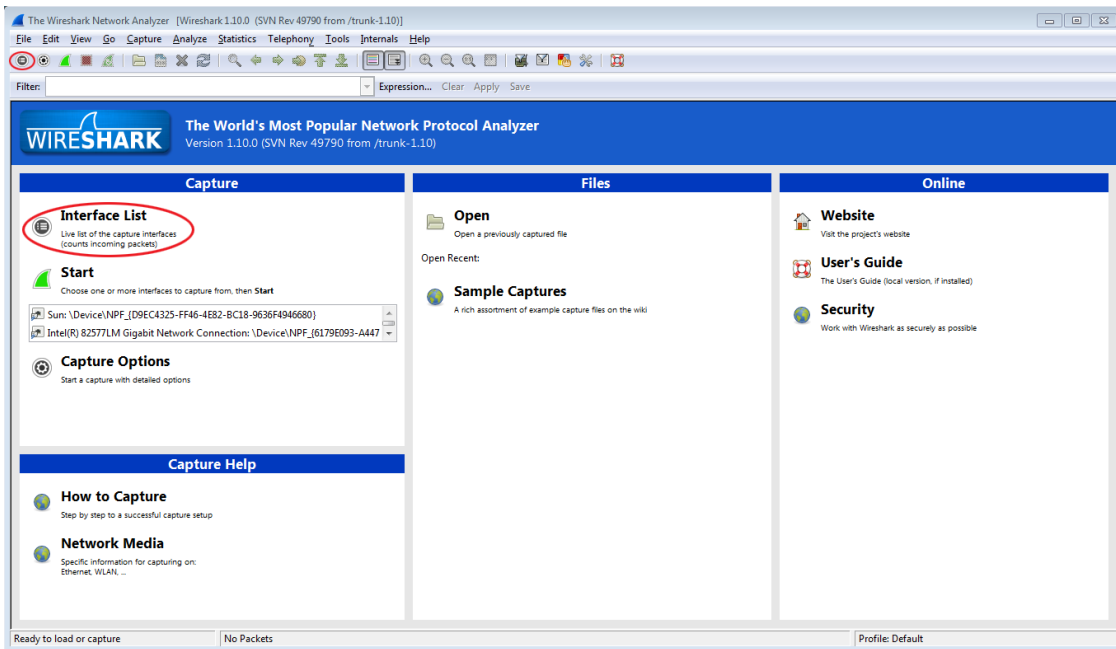 The Wireshark Network Analyzer [Wireshark 1.10.0 (SVN Rev 49790 from /trunk-1.10)]
File Edit View Go Capture Analyze Statistics Telephony Tools Internals Help
Filter: Expression... Clear Apply Save
WIRESHARK
The World's Most Popular Network Protocol Analyzer
Version 1.10.0 (SVN Rev 49790 from /trunk-1.10)
Capture
Interface List
Live list of the capture interfaces
(counts incoming packets)
Start
Choose one or more interfaces to capture from, then Start
Sun: \Device\NPF_{D9EC4325-FF46-4E82-BC18-9636F4946680}
Intel(R) 82577LM Gigabit Network Connection: \Device\NPF_{6179E093-A447
Capture Options
Start a capture with detailed options
Capture Help
How to Capture
Step by step to a successful capture setup
Network Media
Specific information for capturing on:
Ethernet, WLAN, ...
Files
Open
Open a previously captured file
Open Recent:
Sample Captures
A rich assortment of example capture files on the wiki
Online
Website
Visit the project's website
User's Guide
The User's Guide (local version, if installed)
Security
Work with Wireshark as securely as possible
Ready to load or capture
No Packets
Profile: Default